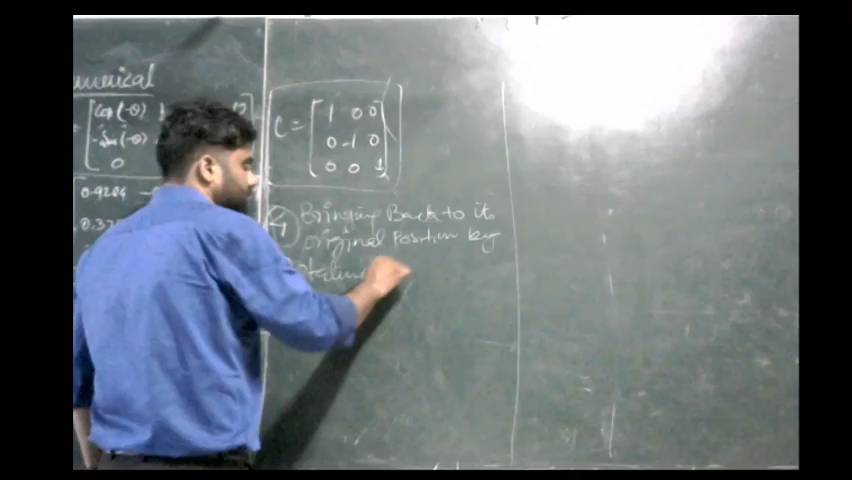 umerical
Cos(-θ)
-Sin(-θ)
0
0.9284
0.37
C = [ 1 0 0
0 -1 0
0 0 1 ]
4 Bringing Back to its
original Position by